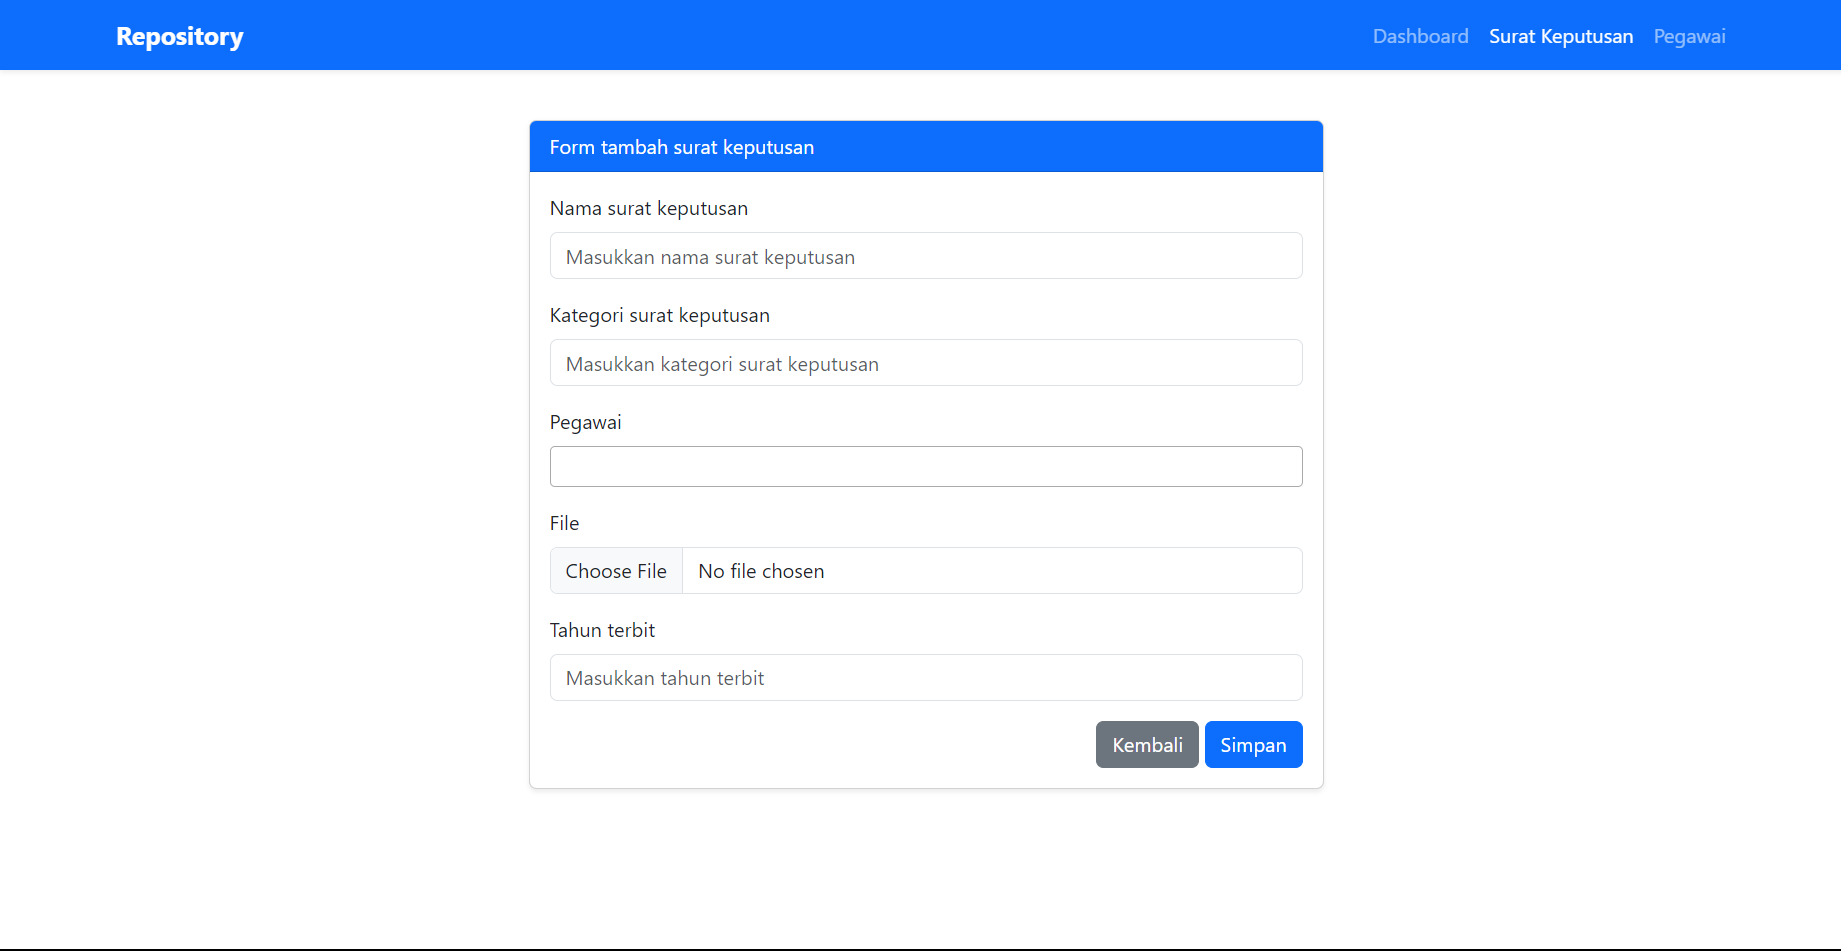 Repository
Dashboard Surat Keputusan Pegawai
Form tambah surat keputusan
Nama surat keputusan
Masukkan nama surat keputusan
Kategori surat keputusan
Masukkan kategori surat keputusan
Pegawai
File
Choose File No file chosen
Tahun terbit
Masukkan tahun terbit
Kembali Simpan